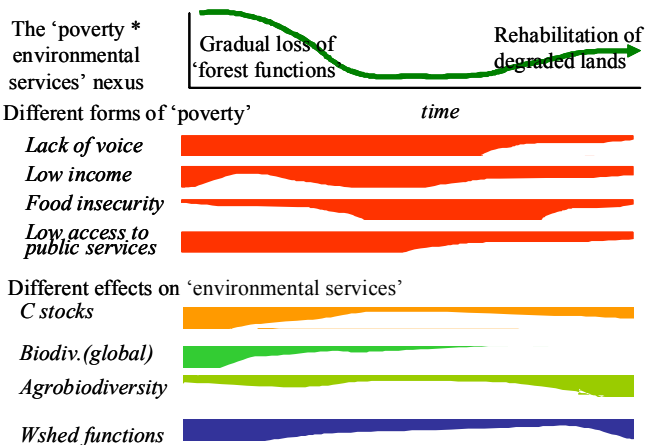 The ‘poverty *
environmental
services’ nexus
Gradual loss of
‘forest functions’
Rehabilitation of
degraded lands
Different forms of ‘poverty’
time
Lack of voice
Low income
Food insecurity
Low access to
public services
Different effects on ‘environmental services’
C stocks
Biodiv.(global)
Agrobiodiversity
Wshed functions